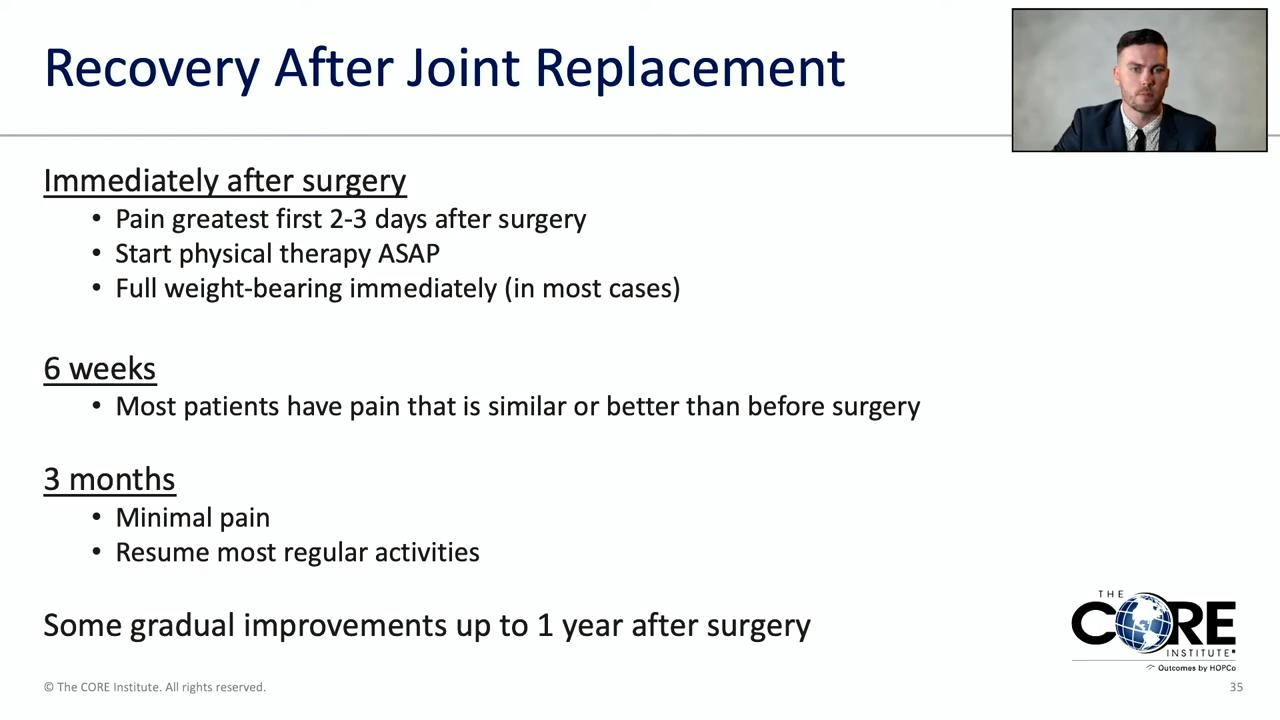 Recovery After Joint Replacement
Immediately after surgery
• Pain greatest first 2-3 days after surgery
• Start physical therapy ASAP
• Full weight-bearing immediately (in most cases)
6 weeks
• Most patients have pain that is similar or better than before surgery
3 months
• Minimal pain
• Resume most regular activities
Some gradual improvements up to 1 year after surgery
THE
CORE
INSTITUTE
Outcomes by HOPCo
© The CORE Institute. All rights reserved.
35